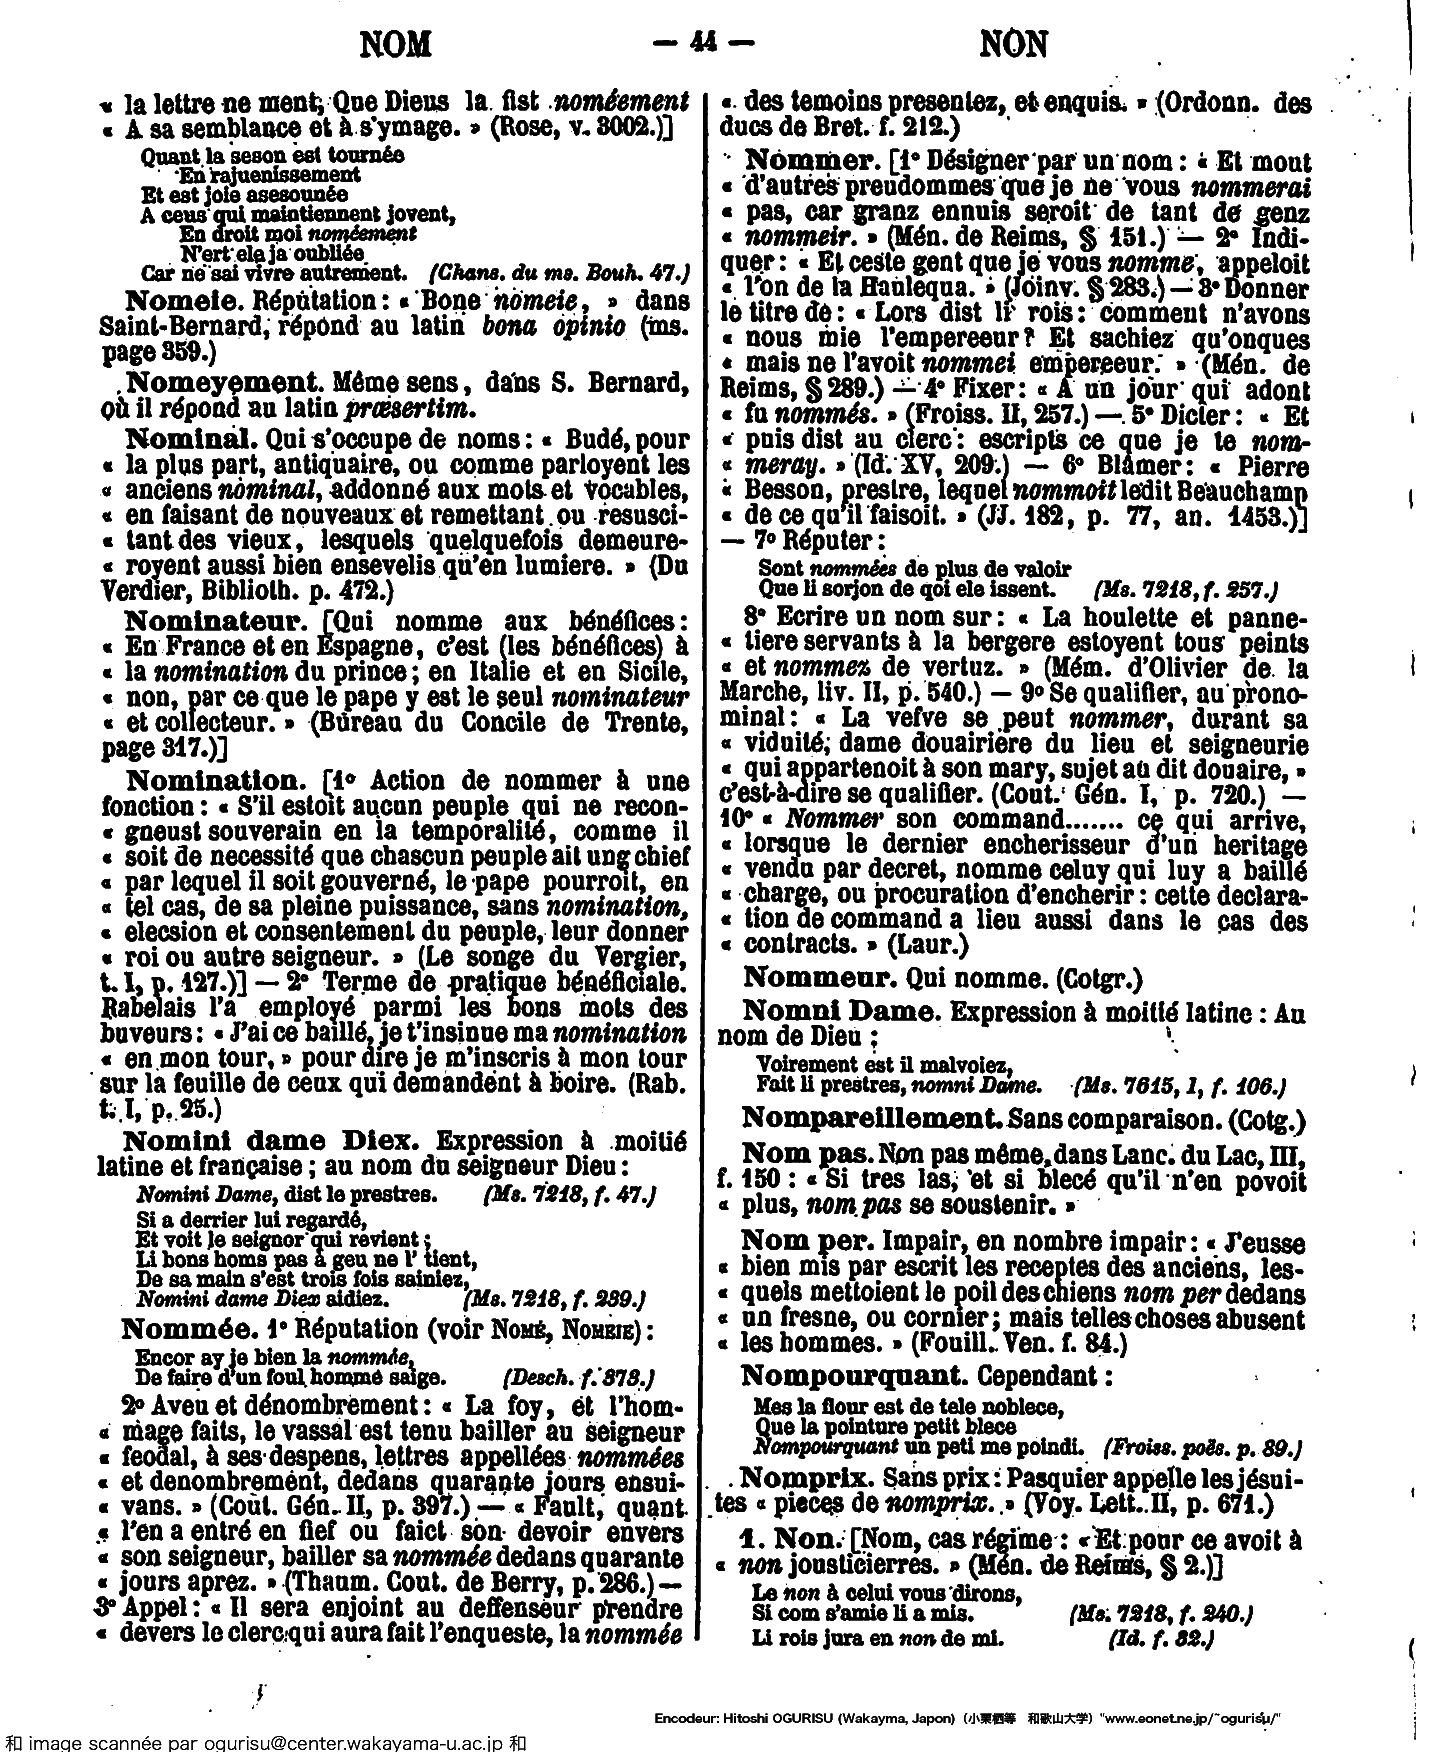 NOM — 44 — NON
« la lettre ne ment, Que Dieus la fist noméement
« A sa semblance et à s'ymage. » (Rose, v. 3002.)]
Quant la seson est tournée
En rajuenissement
Et est joie asesounée
A ceus qui maintiennent jovent,
En droit moi noméement
N'ert ele ja oubliée
Car ne sai vivre autrement. (Chans. du ms. Bouh. 47.)
Nomeie. Réputation : « Bone nomeie, » dans
Saint-Bernard, répond au latin bona opinio (ms.
page 359.)
Nomeyement. Même sens, dans S. Bernard,
où il répond au latin præsertim.
Nominal. Qui s'occupe de noms : « Budé, pour
« la plus part, antiquaire, ou comme parloyent les
« anciens nominal, addonné aux mots et vocables,
« en faisant de nouveaux et remettant ou resusci-
« tant des vieux, lesquels quelquefois demeure-
« royent aussi bien ensevelis qu'en lumiere. » (Du
Verdier, Biblioth. p. 472.)
Nominateur. [Qui nomme aux bénéfices :
« En France et en Espagne, c'est (les bénéfices) à
« la nomination du prince ; en Italie et en Sicile,
« non, par ce que le pape y est le seul nominateur
« et collecteur. » (Bureau du Concile de Trente,
page 317.)]
Nomination. [1º Action de nommer à une
fonction : « S'il estoit aucun peuple qui ne recon-
« gneust souverain en la temporalité, comme il
« soit de necessité que chascun peuple ait ung chief
« par lequel il soit gouverné, le pape pourroit, en
« tel cas, de sa pleine puissance, sans nomination,
« elecsion et consentement du peuple, leur donner
« roi ou autre seigneur. » (Le songe du Vergier,
t. I, p. 127.)] — 2º Terme de pratique bénéficiale.
Rabelais l'a employé parmi les bons mots des
buveurs : « J'ai ce baillé, je t'insinue ma nomination
« en mon tour, » pour dire je m'inscris à mon tour
sur la feuille de ceux qui demandent à boire. (Rab.
t. I, p. 25.)
Nomini dame Diex. Expression à moitié
latine et française ; au nom du seigneur Dieu :
Nomini Dame, dist le prestres. (Ms. 7218, f. 47.)
Si a derrier lui regardé,
Et voit le seignor qui revient ;
Li bons homs pas a geu ne l' tient,
De sa main s'est trois fois sainiez,
Nomini dame Diex aidiez. (Ms. 7218, f. 239.)
Nommée. 1º Réputation (voir NOMÉ, NOMEIE) :
Encor ay je bien la nommée,
De faire d'un foul hommé saige. (Desch. f. 373.)
2º Aveu et dénombrement : « La foy, et l'hom-
« mage faits, le vassal est tenu bailler au seigneur
« feodal, à ses despens, lettres appellées nommées
« et denombrement, dedans quarante jours ensui-
« vans. » (Cout. Gén. II, p. 397.) — « Fault, quant
« l'en a entré en fief ou faict son devoir envers
« son seigneur, bailler sa nommée dedans quarante
« jours aprez. » (Thaum. Cout. de Berry, p. 286.) —
3º Appel : « Il sera enjoint au deffenseur prendre
« devers le clerc qui aura fait l'enqueste, la nommée
« des temoins presentez, et enquis. » (Ordonn. des
ducs de Bret. f. 212.)
Nommer. [1º Désigner par un nom : « Et mout
« d'autres preudommes que je ne vous nommerai
« pas, car granz ennuis seroit de tant de genz
« nommeir. » (Mén. de Reims, § 151.) — 2º Indi-
quer : « Et ceste gent que je vous nomme, appeloit
« l'on de la Haulequa. » (Joinv. § 283.) — 3º Donner
le titre de : « Lors dist li rois : comment n'avons
« nous mie l'empereeur ? Et sachiez qu'onques
« mais ne l'avoit nommei empereeur. » (Mén. de
Reims, § 289.) — 4º Fixer : « A un jour qui adont
« fu nommés. » (Froiss. II, 257.) — 5º Dicter : « Et
« puis dist au clerc : escripts ce que je te nom-
« meray. » (Id. XV, 209.) — 6º Blâmer : « Pierre
« Besson, prestre, lequel nommoit ledit Beauchamp
« de ce qu'il faisoit. » (JJ. 182, p. 77, an. 1453.)]
— 7º Réputer :
Sont nommées de plus de valoir
Que li sorjon de qoi ele issent. (Ms. 7218, f. 257.)
8º Ecrire un nom sur : « La houlette et panne-
« tiere servants à la bergere estoyent tous peints
« et nommez de vertuz. » (Mém. d'Olivier de la
Marche, liv. II, p. 540.) — 9º Se qualifier, au prono-
minal : « La vefve se peut nommer, durant sa
« viduité, dame douairiere du lieu et seigneurie
« qui appartenoit à son mary, sujet au dit douaire, »
c'est-à-dire se qualifier. (Cout. Gén. I, p. 720.) —
10º « Nommer son command....... ce qui arrive,
« lorsque le dernier encherisseur d'un heritage
« vendu par decret, nomme celuy qui luy a baillé
« charge, ou procuration d'encherir : cette declara-
« tion de command a lieu aussi dans le cas des
« contracts. » (Laur.)
Nommeur. Qui nomme. (Cotgr.)
Nomni Dame. Expression à moitié latine : Au
nom de Dieu :
Voirement est il malvoiez,
Fait li prestres, nomni Dame. (Ms. 7615, I, f. 106.)
Nompareillement. Sans comparaison. (Cotg.)
Nom pas. Non pas même, dans Lanc. du Lac, III,
f. 150 : « Si tres las, et si blecé qu'il n'en povoit
« plus, nom pas se soustenir. »
Nom per. Impair, en nombre impair : « J'eusse
« bien mis par escrit les receptes des anciens, les-
« quels mettoient le poil des chiens nom per dedans
« un fresne, ou cornier ; mais telles choses abusent
« les hommes. » (Fouill. Ven. f. 84.)
Nompourquant. Cependant :
Mes la flour est de tele noblece,
Que la pointure petit blece
Nompourquant un peti me poindi. (Froiss. poës. p. 89.)
Nomprix. Sans prix : Pasquier appelle les jésui-
tes « pieces de nomprix. » (Voy. Lett. II, p. 671.)
1. Non. [Nom, cas régime : « Et pour ce avoit à
« non jousticierres. » (Mén. de Reims, § 2.)]
Le non à celui vous dirons,
Si com s'amie li a mis. (Ms. 7218, f. 240.)
Li rois jura en non de mi. (Id. f. 32.)
Encodeur: Hitoshi OGURISU (Wakayma, Japon) (小栗栖等 和歌山大学) "www.eonet.ne.jp/~ogurisu/"
和 image scannée par ogurisu@center.wakayama-u.ac.jp 和